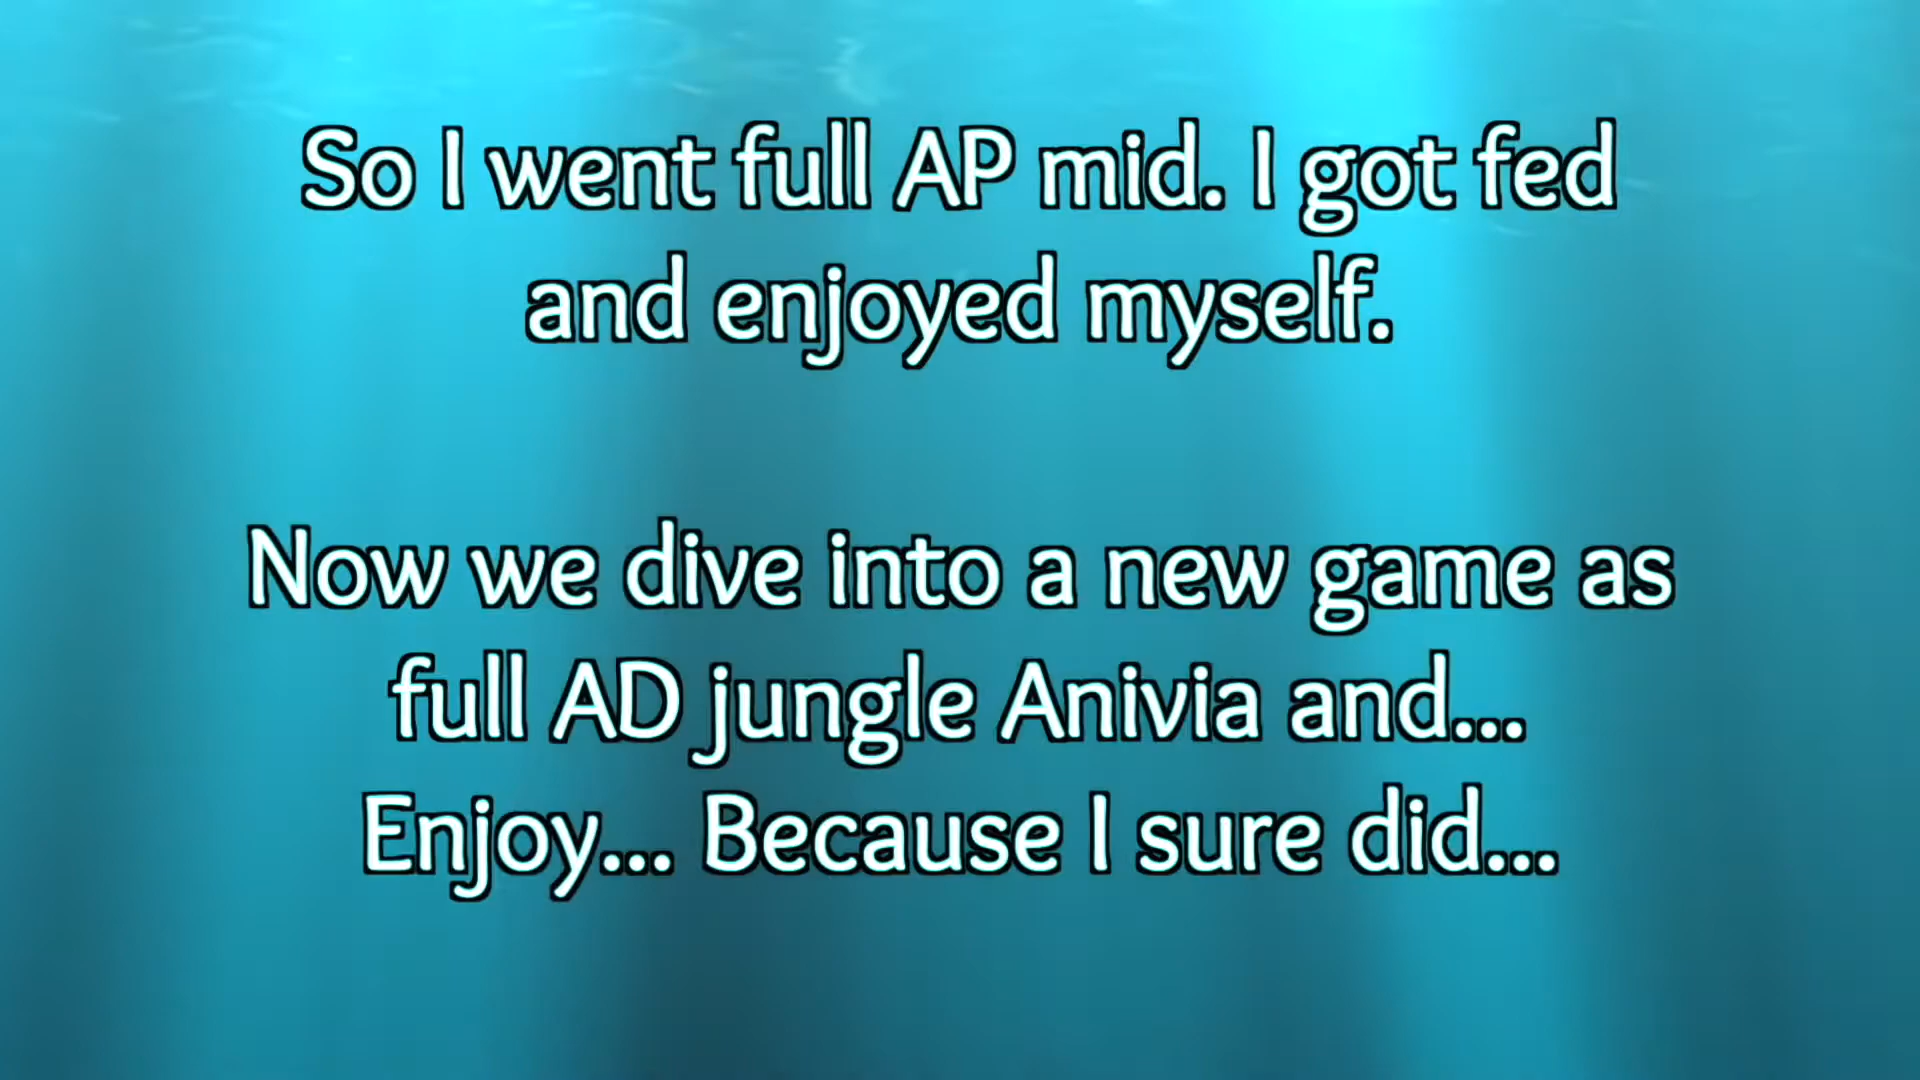 So I went full AP mid. I got fed
and enjoyed myself.
Now we dive into a new game as
full AD jungle Anivia and...
Enjoy... Because I sure did...